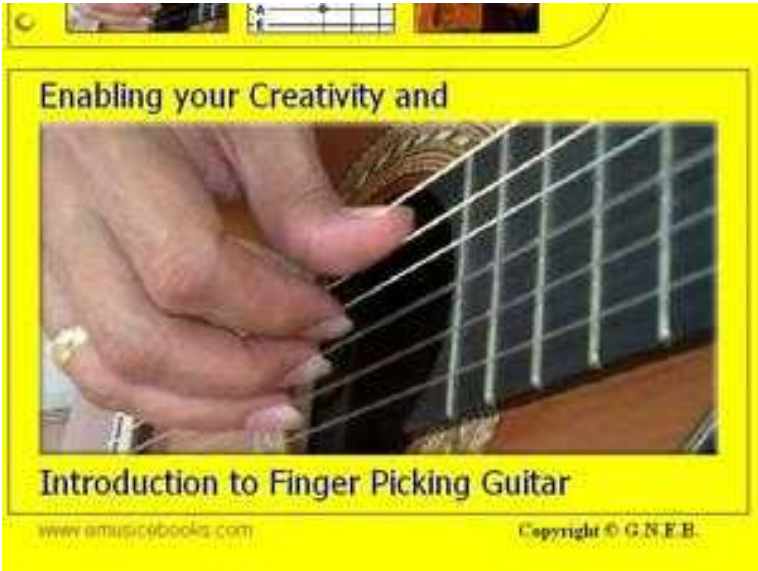 A
E
Enabling your Creativity and
Introduction to Finger Picking Guitar
www.emusicebooks.com
Copyright © G.N.F.B.